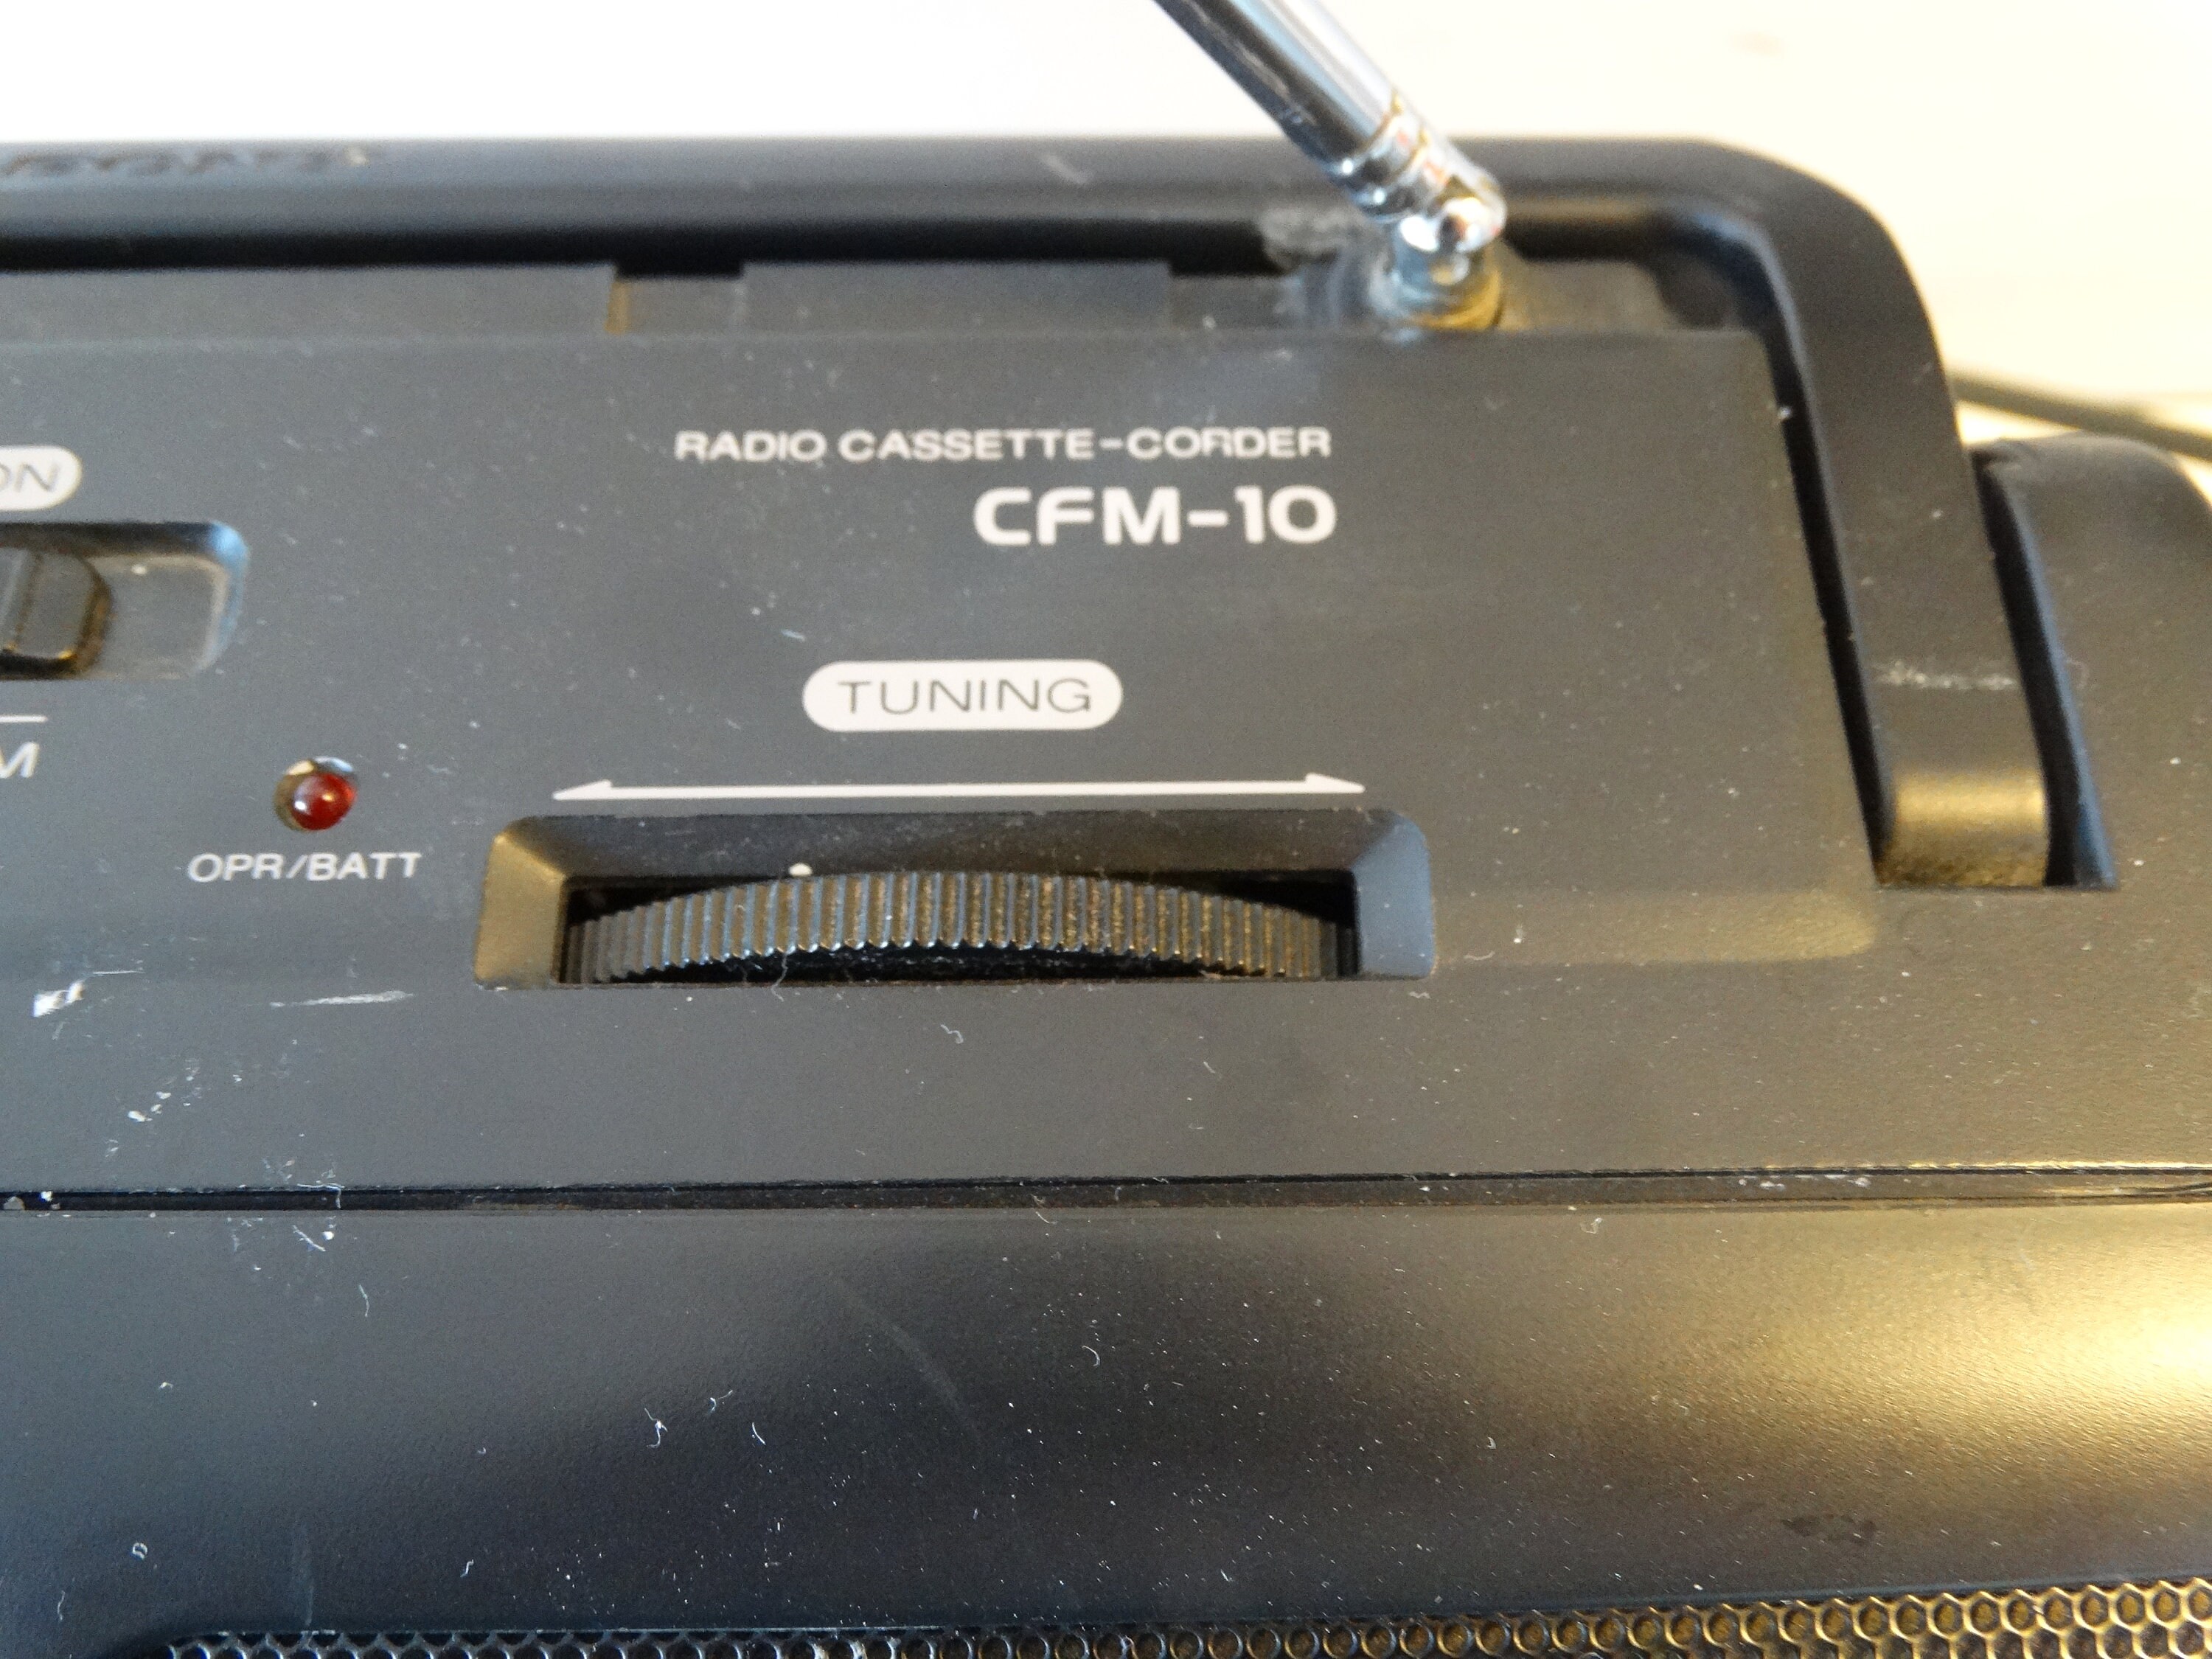 RADIO CASSETTE-CORDER
CFM-10
TUNING
OPR/BATT